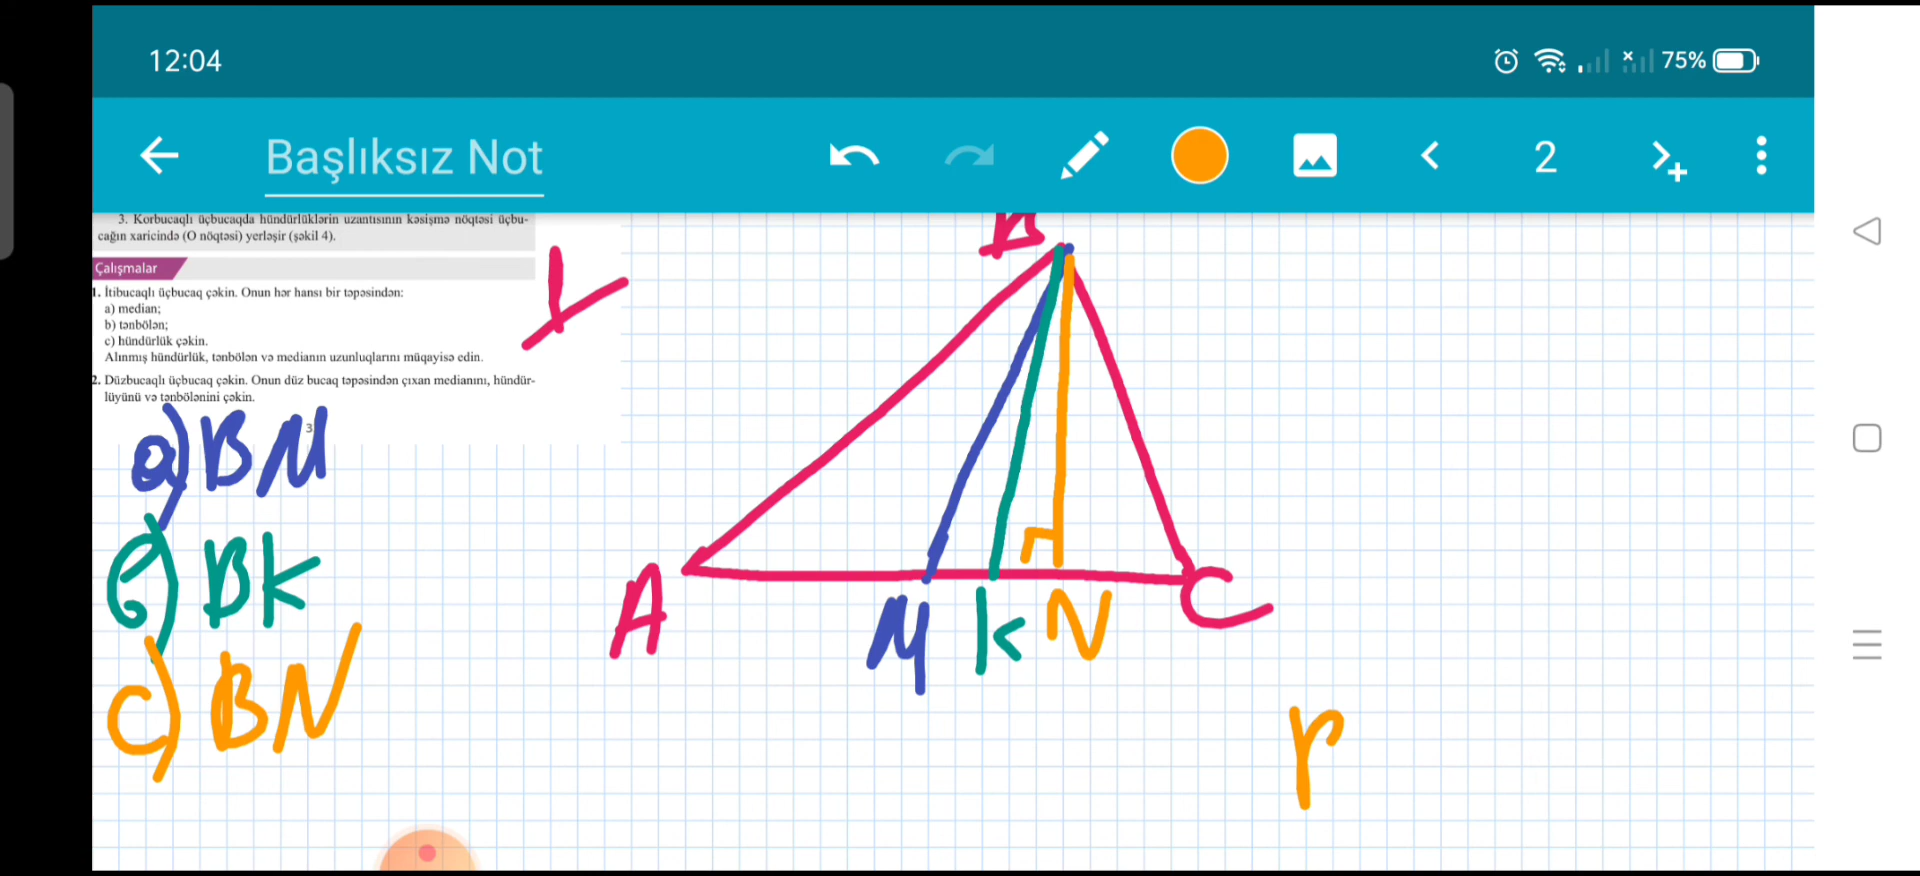 12:04
75%
Başlıksız Not
2
3. Korbucaqlı üçbucaqda hündürlüklərin uzantısının kəsişmə nöqtəsi üçbu-
cağın xaricində (O nöqtəsi) yerləşir (şəkil 4).
Çalışmalar
1. İtibucaqlı üçbucaq çəkin. Onun hər hansı bir təpəsindən:
a) median;
b) tənbölən;
c) hündürlük çəkin.
Alınmış hündürlük, tənbölən və medianın uzunluqlarını müqayisə edin.
2. Düzbucaqlı üçbucaq çəkin. Onun düz bucaq təpəsindən çıxan medianını, hündür-
lüyünü və tənbölənini çəkin.
3
a) BM
) BK
c) BN
B
A
M
K
N
C